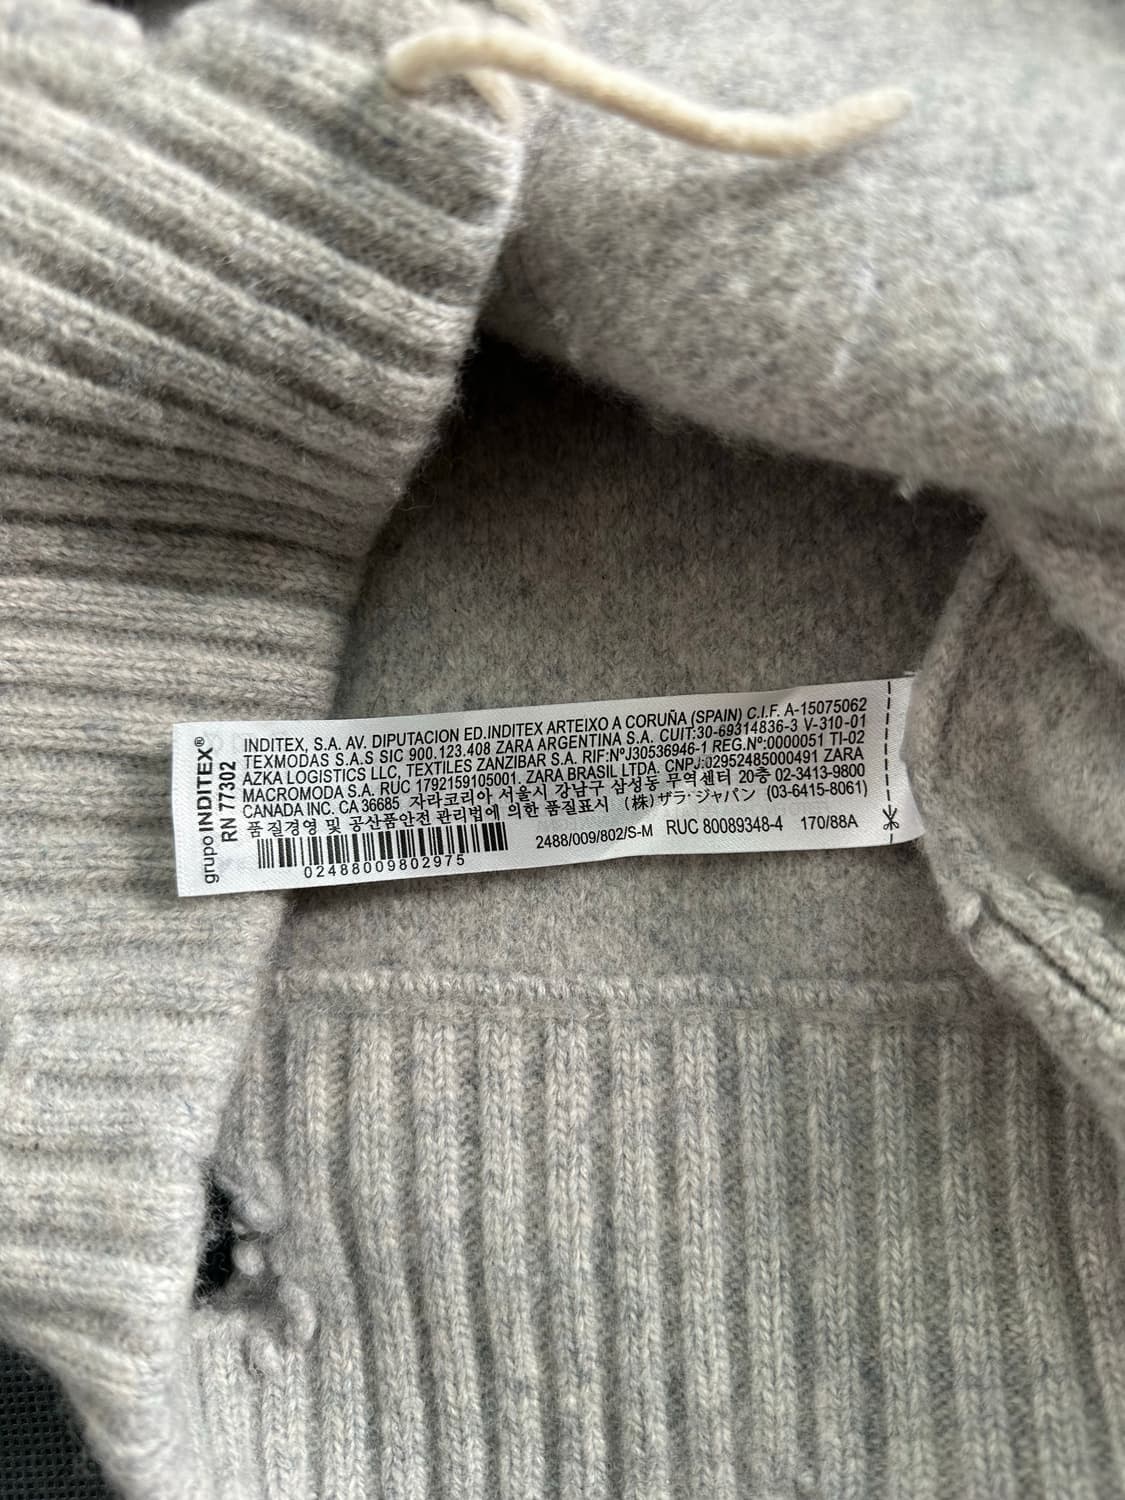 grupo INDITEX®
RN 77302
INDITEX, S.A. AV. DIPUTACION ED.INDITEX ARTEIXO A CORUÑA (SPAIN) C.I.F. A-15075062
TEXMODAS S.A.S SIC 900.123.408 ZARA ARGENTINA S.A. CUIT:30-69314836-3 V-310-01
AZKA LOGISTICS LLC, TEXTILES ZANZIBAR S.A. RIF:NºJ30536946-1 REG.Nº:0000051 TI-02
MACROMODA S.A. RUC 1792159105001. ZARA BRASIL LTDA. CNPJ:02952485000491 ZARA
CANADA INC. CA 36685 자라코리아 서울시 강남구 삼성동 무역센터 20층 02-3413-9800
품질경영 및 공산품안전 관리법에 의한 품질표시 (株)ザラ・ジャパン (03-6415-8061)
02488009802975
2488/009/802/S-M RUC 80089348-4 170/88A